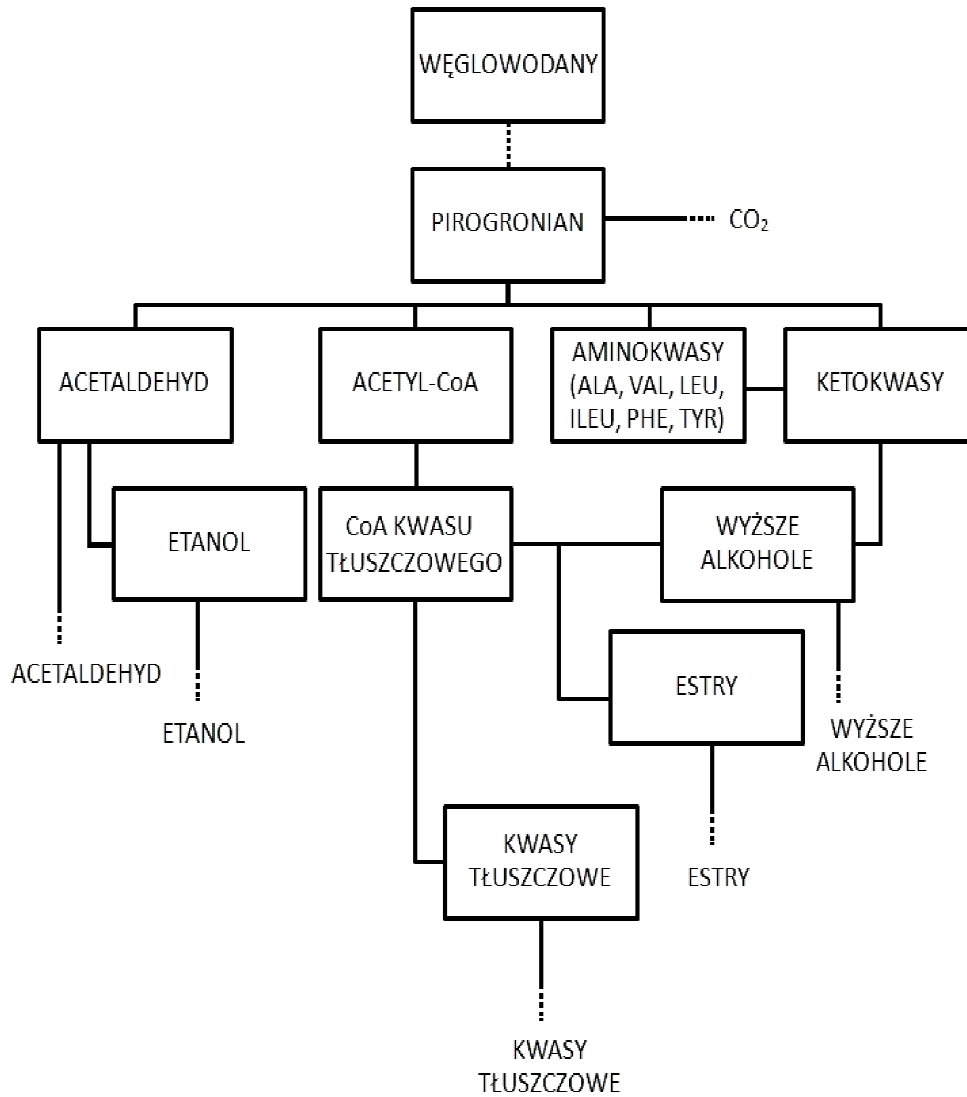 WĘGLOWODANY
PIROGRONIAN
CO₂
ACETALDEHYD
ACETYL-CoA
AMINOKWASY
(ALA, VAL, LEU,
ILEU, PHE, TYR)
KETOKWASY
ETANOL
CoA KWASU
TŁUSZCZOWEGO
WYŻSZE
ALKOHOLE
ACETALDEHYD
ETANOL
ESTRY
WYŻSZE
ALKOHOLE
KWASY
TŁUSZCZOWE
ESTRY
KWASY
TŁUSZCZOWE